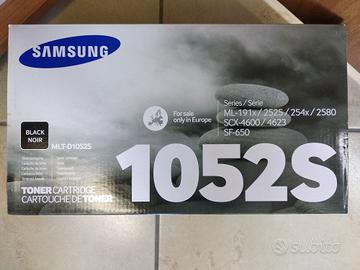 SAMSUNG
BLACK
NOIR
MLT-D1052S
For sale
only in Europe
Series / Série
ML-191x / 2525 / 254x / 2580
SCX-4600 / 4623
SF-650
1052S
TONER CARTRIDGE
CARTOUCHE DE TONER
subito